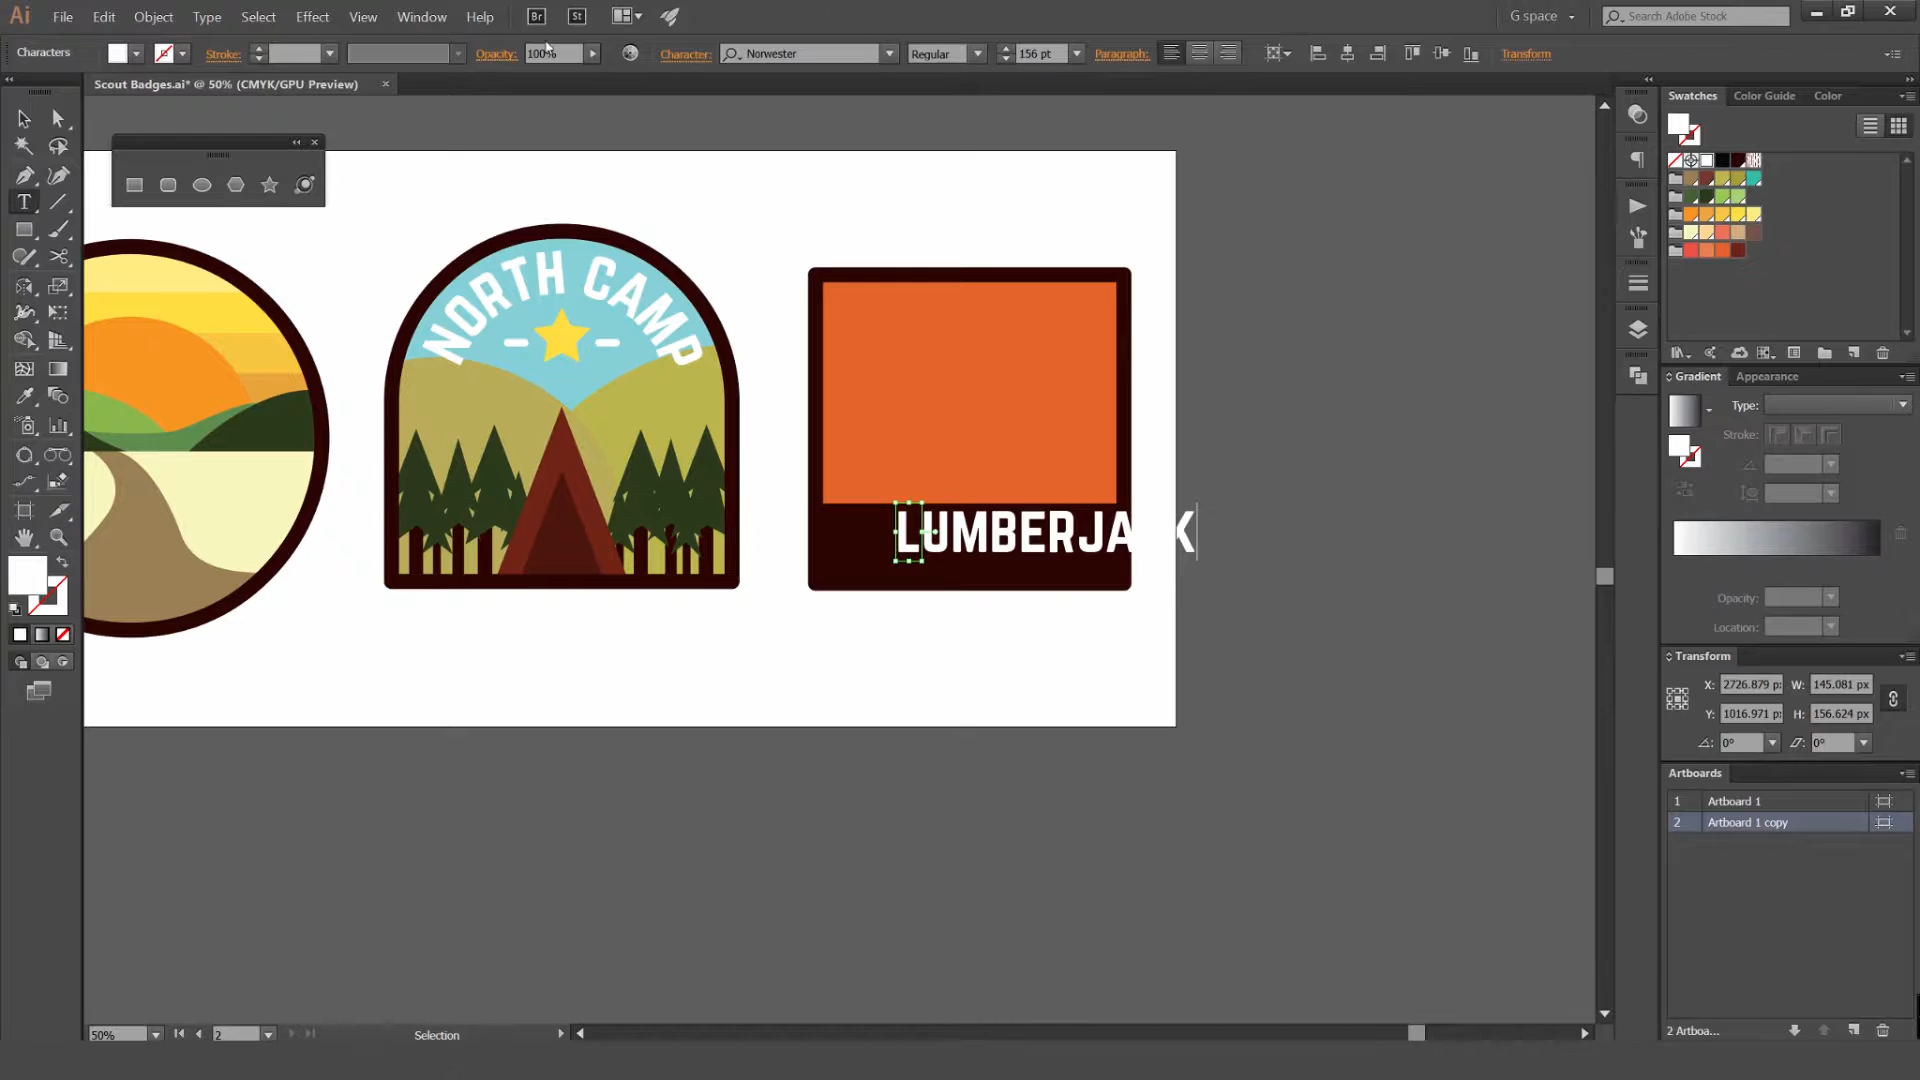 Ai File Edit Object Type Select Effect View Window Help Br St G space Search Adobe Stock
Characters Stroke: Opacity: 100% Character: Norwester Regular 156 pt Paragraph: Transform
Scout Badges.ai* @ 50% (CMYK/GPU Preview)
Swatches Color Guide Color
NORTH CAMP
Gradient Appearance
Type:
Stroke:
LUMBERJACK
Opacity:
Location:
Transform
X: 2726.879 p: W: 145.081 px
Y: 1016.971 p: H: 156.624 px
0° 0°
Artboards
1 Artboard 1
2 Artboard 1 copy
2 Artboa...
50% 2 Selection